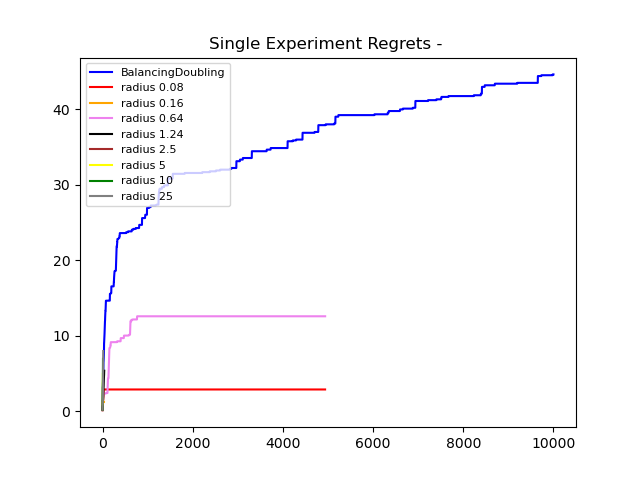 Single Experiment Regrets -
BalancingDoubling
radius 0.08
radius 0.16
radius 0.64
radius 1.24
radius 2.5
radius 5
radius 10
radius 25
40
30
20
10
0
0 2000 4000 6000 8000 10000